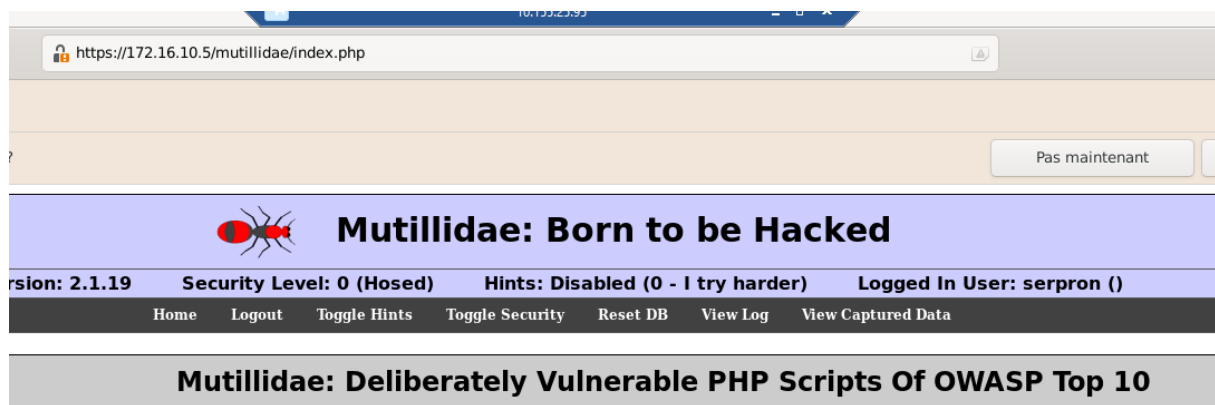 https://172.16.10.5/mutillidae/index.php
?
Pas maintenant
Mutillidae: Born to be Hacked
rsion: 2.1.19 Security Level: 0 (Hosed) Hints: Disabled (0 - I try harder) Logged In User: serpron ()
Home Logout Toggle Hints Toggle Security Reset DB View Log View Captured Data
Mutillidae: Deliberately Vulnerable PHP Scripts Of OWASP Top 10